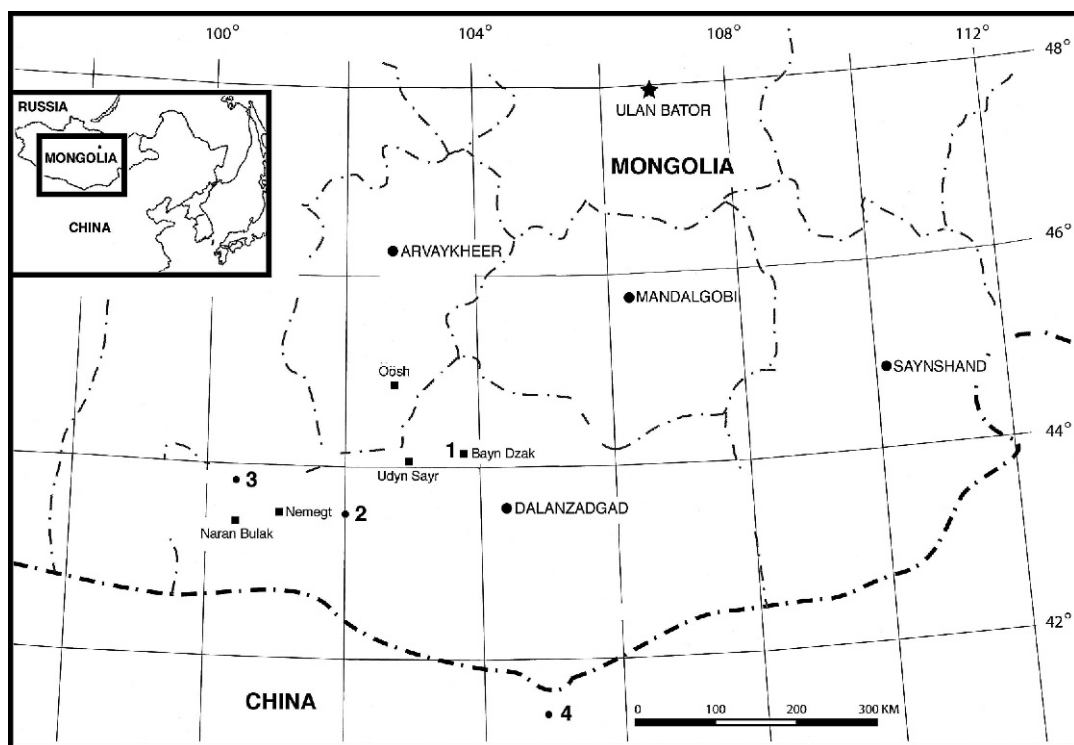 100°
104°
108°
112°
48°
RUSSIA
MONGOLIA
CHINA
ULAN BATOR
MONGOLIA
ARVAYKHEER
46°
MANDALGOBI
Öösh
SAYNSHAND
1 Bayn Dzak
44°
Udyn Sayr
3
Nemegt
2
DALANZADGAD
Naran Bulak
42°
CHINA
4
0 100 200 300 KM